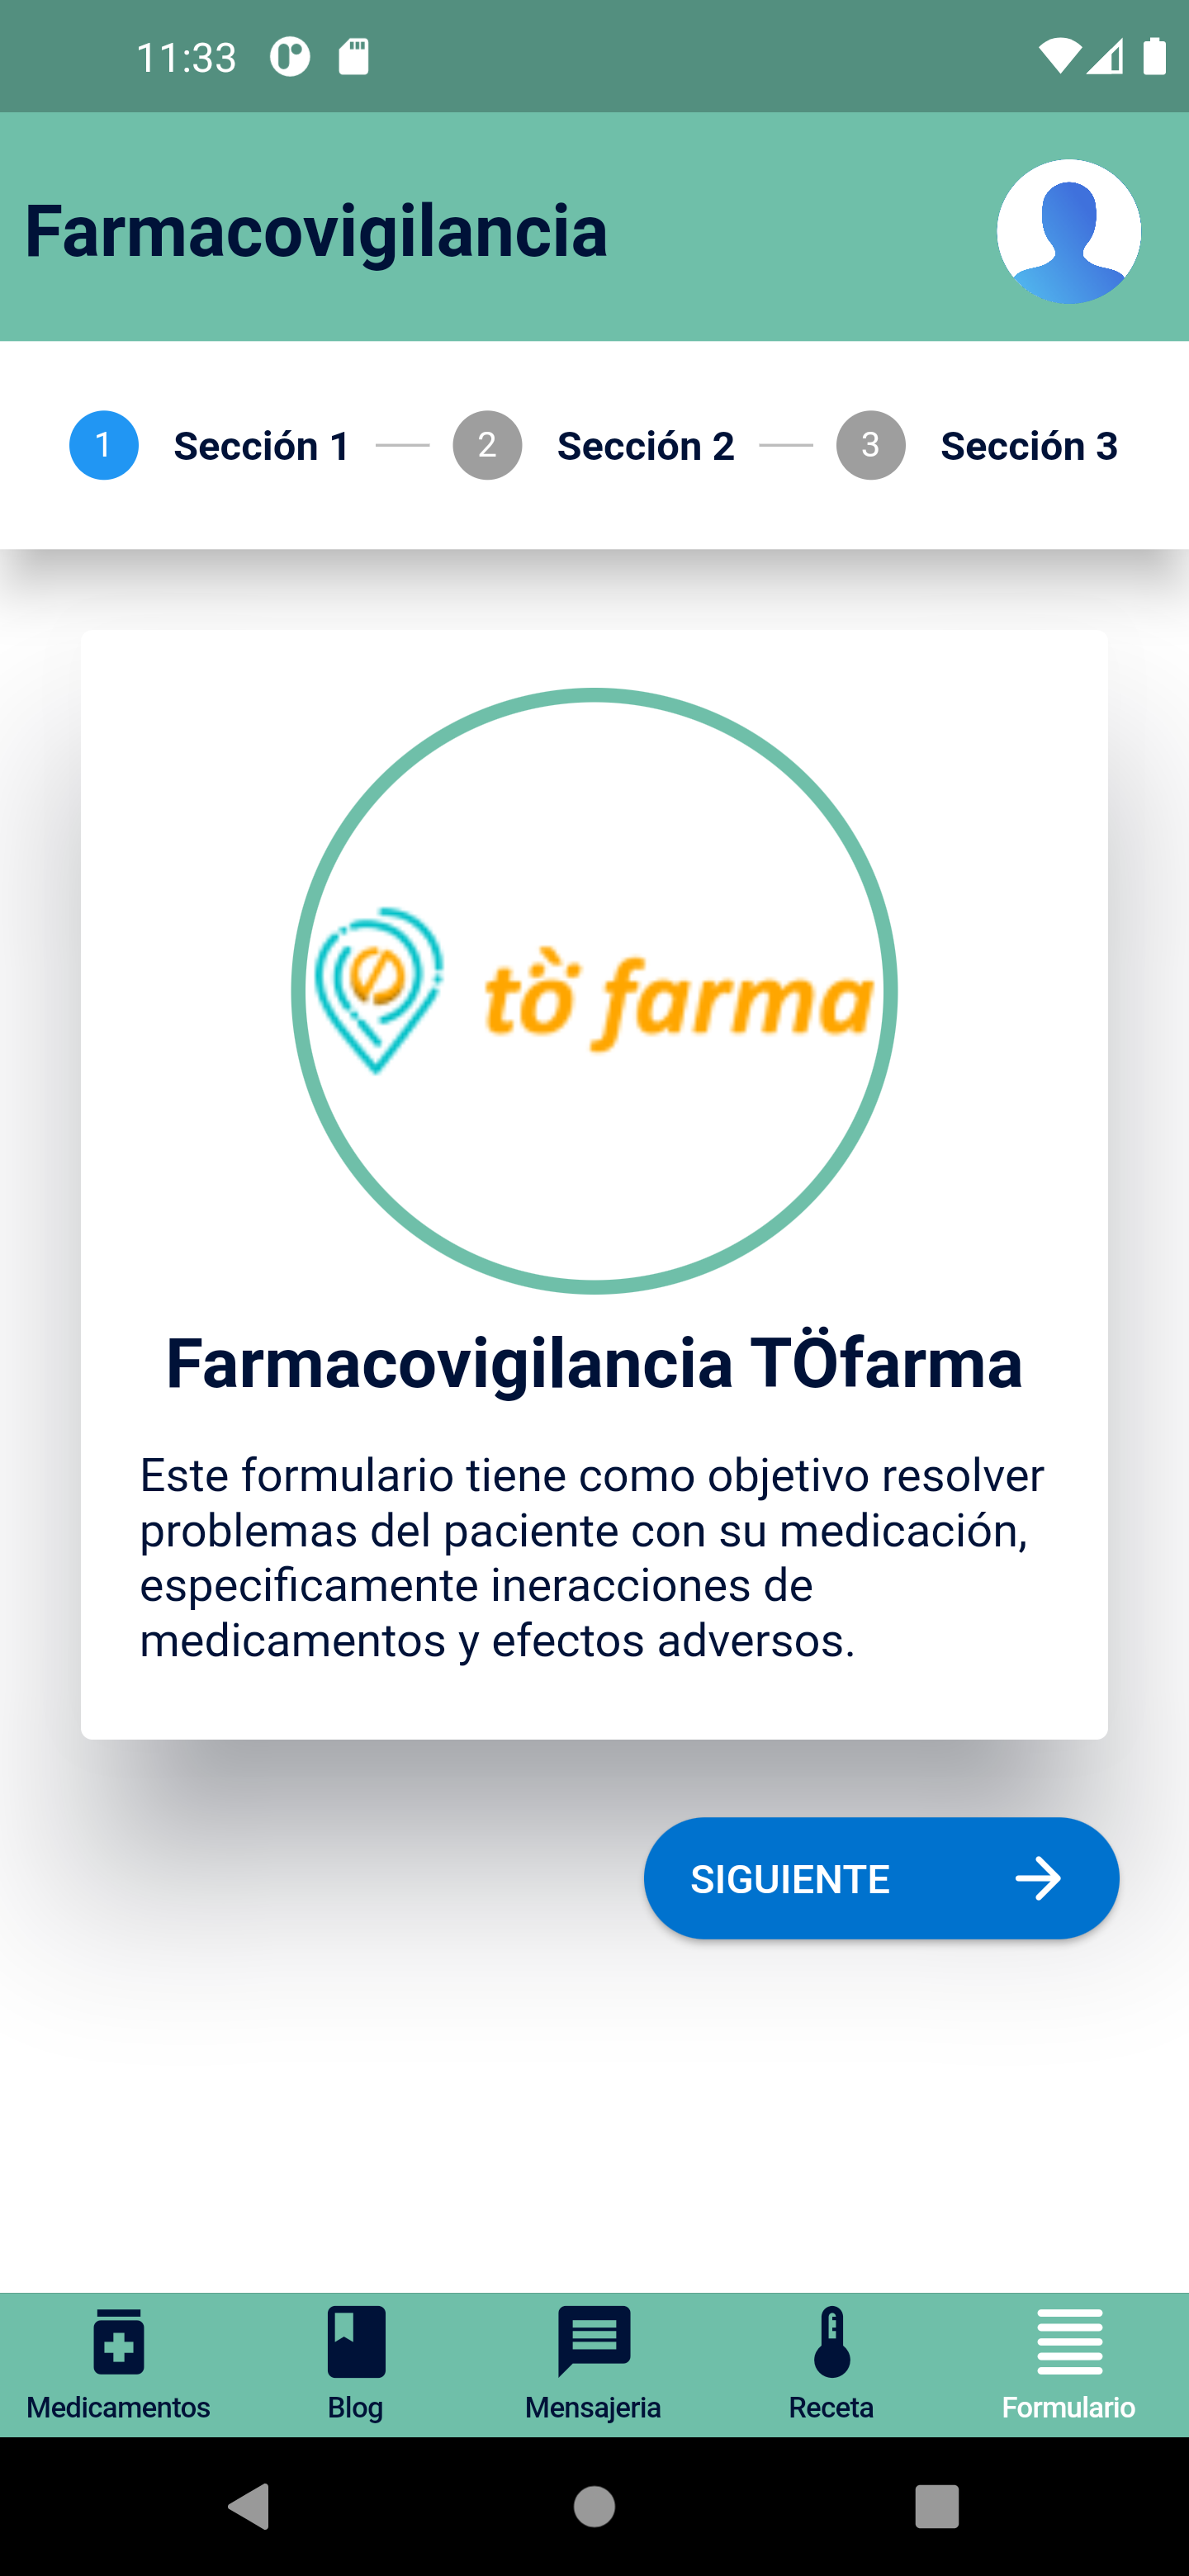 11:33
Farmacovigilancia
1 Sección 1 2 Sección 2 3 Sección 3
tö̀ farma
Farmacovigilancia TÖfarma
Este formulario tiene como objetivo resolver
problemas del paciente con su medicación,
especificamente ineracciones de
medicamentos y efectos adversos.
SIGUIENTE
Medicamentos Blog Mensajeria Receta Formulario